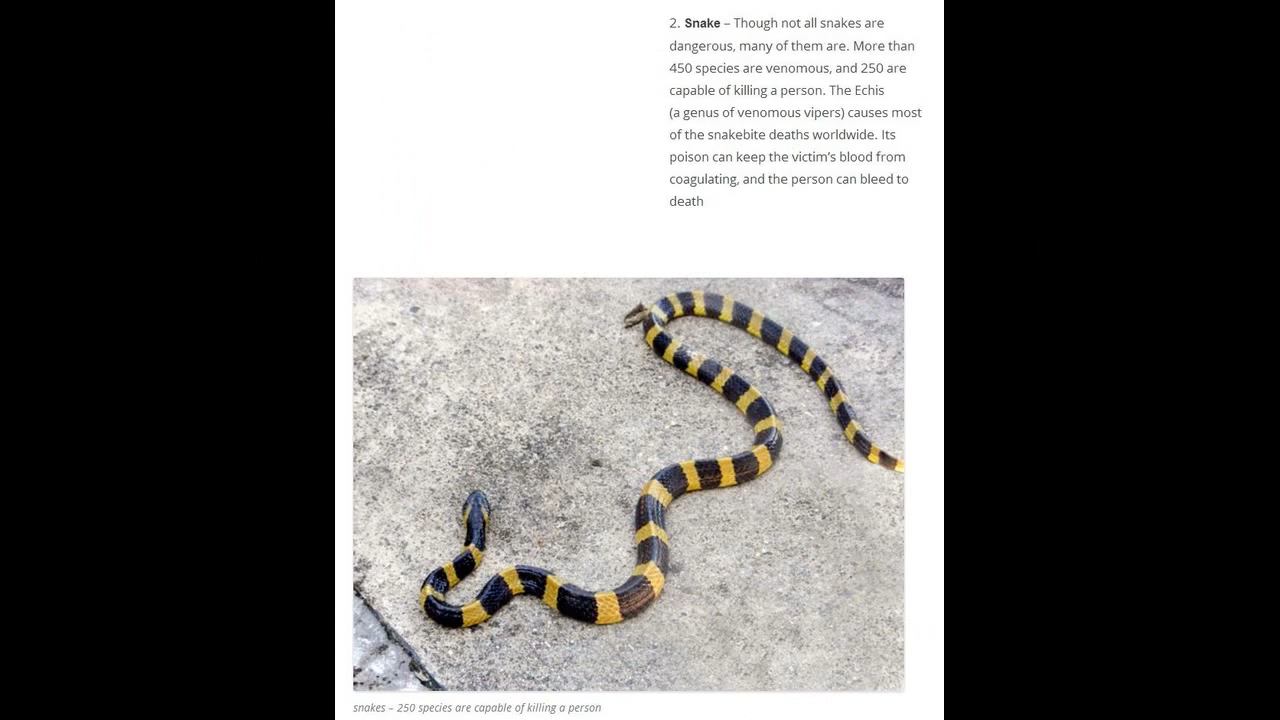 2. Snake – Though not all snakes are
dangerous, many of them are. More than
450 species are venomous, and 250 are
capable of killing a person. The Echis
(a genus of venomous vipers) causes most
of the snakebite deaths worldwide. Its
poison can keep the victim’s blood from
coagulating, and the person can bleed to
death
snakes – 250 species are capable of killing a person